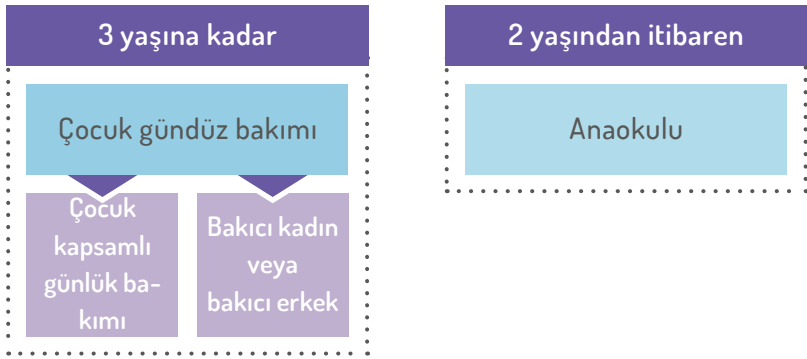 3 yaşına kadar
Çocuk gündüz bakımı
Çocuk
kapsamlı
günlük ba-
kımı
Bakıcı kadın
veya
bakıcı erkek
2 yaşından itibaren
Anaokulu